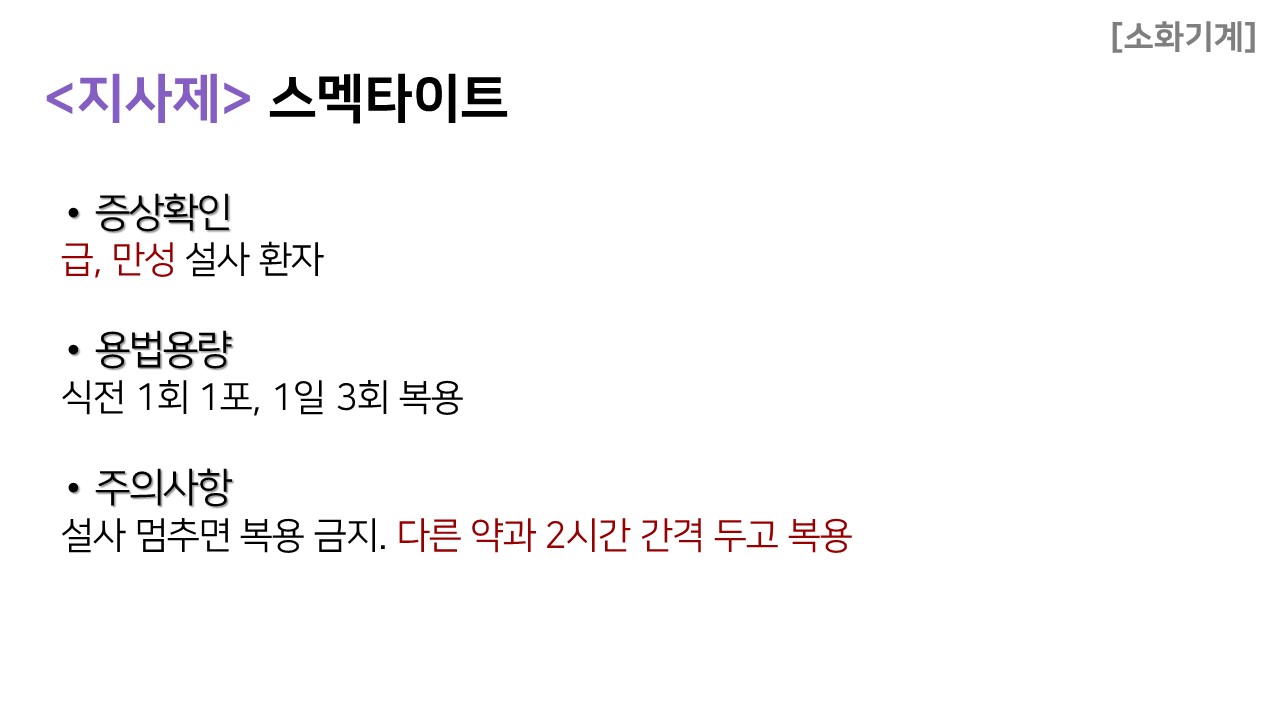 [소화기계]
<지사제> 스멕타이트
• 증상확인
급, 만성 설사 환자
• 용법용량
식전 1회 1포, 1일 3회 복용
• 주의사항
설사 멈추면 복용 금지. 다른 약과 2시간 간격 두고 복용